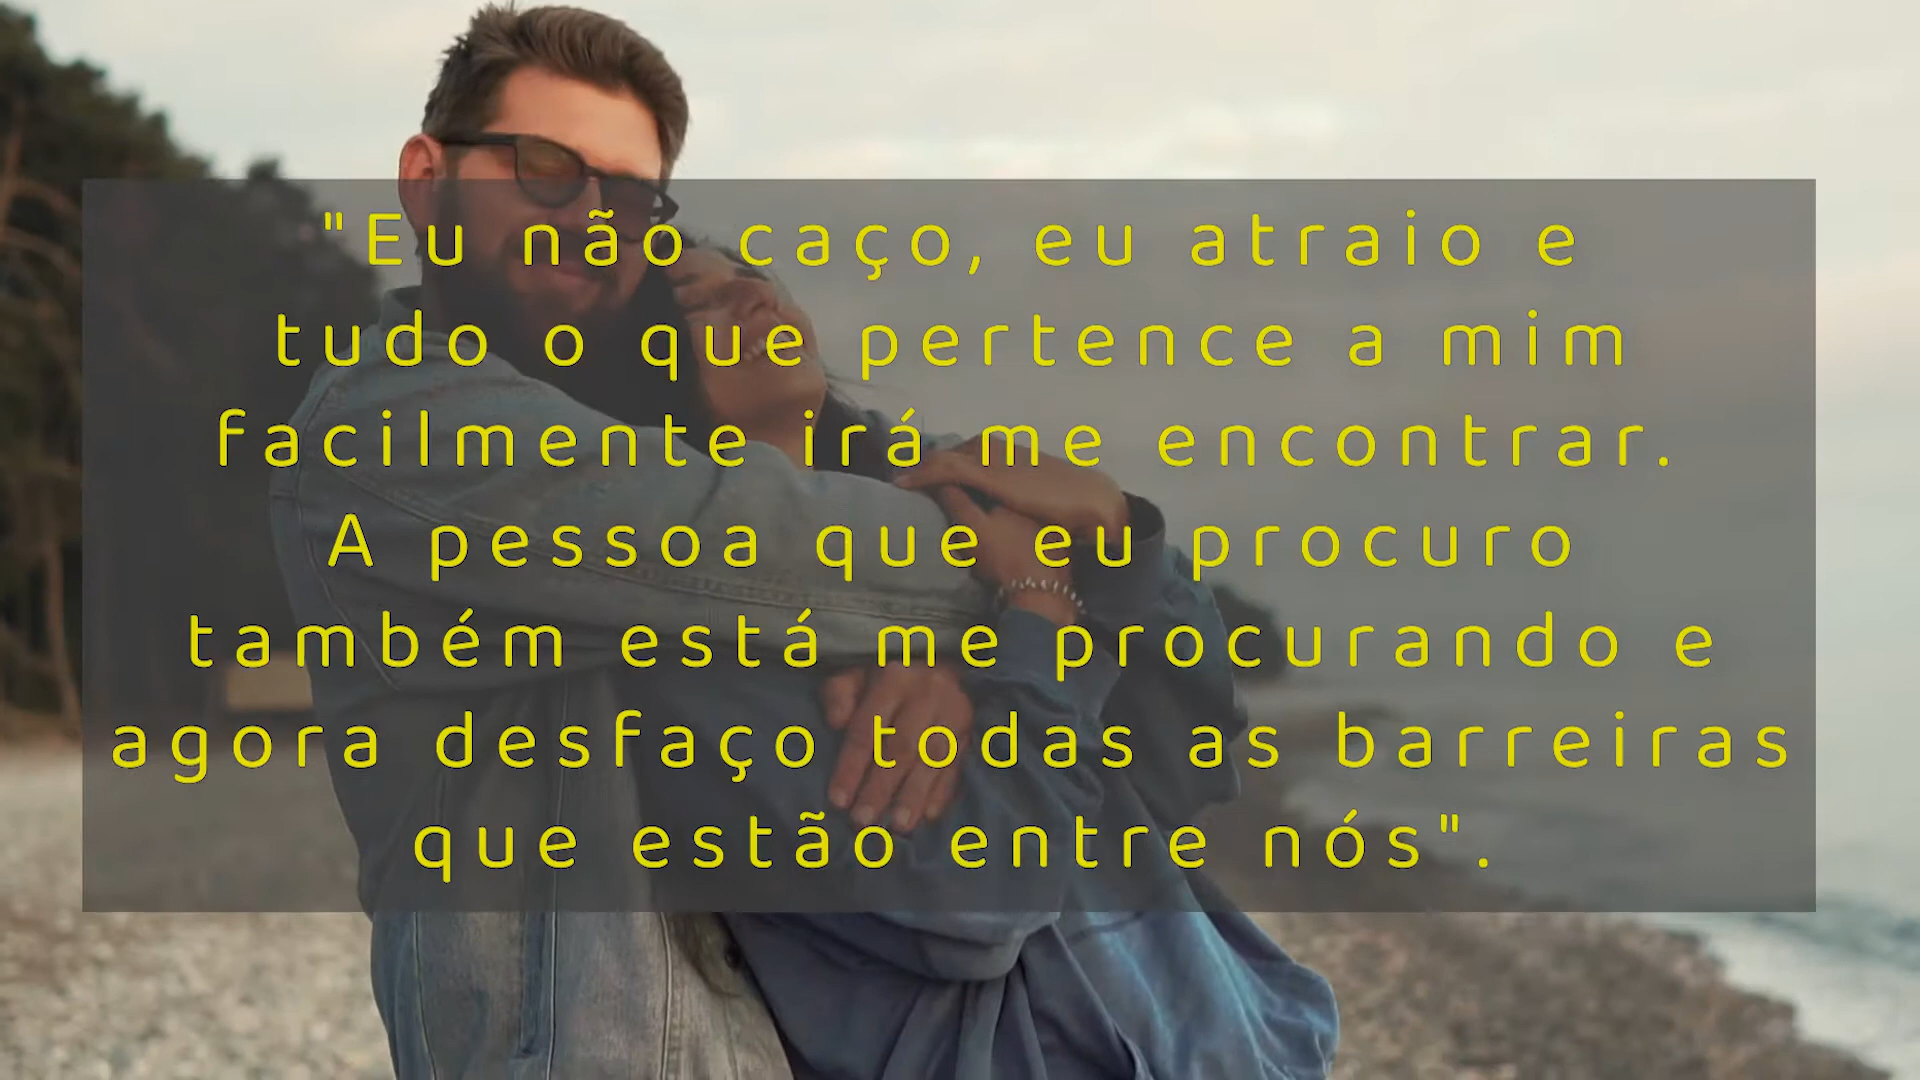 "Eu não caço, eu atraio e
tudo o que pertence a mim
facilmente irá me encontrar.
A pessoa que eu procuro
também está me procurando e
agora desfaço todas as barreiras
que estão entre nós".